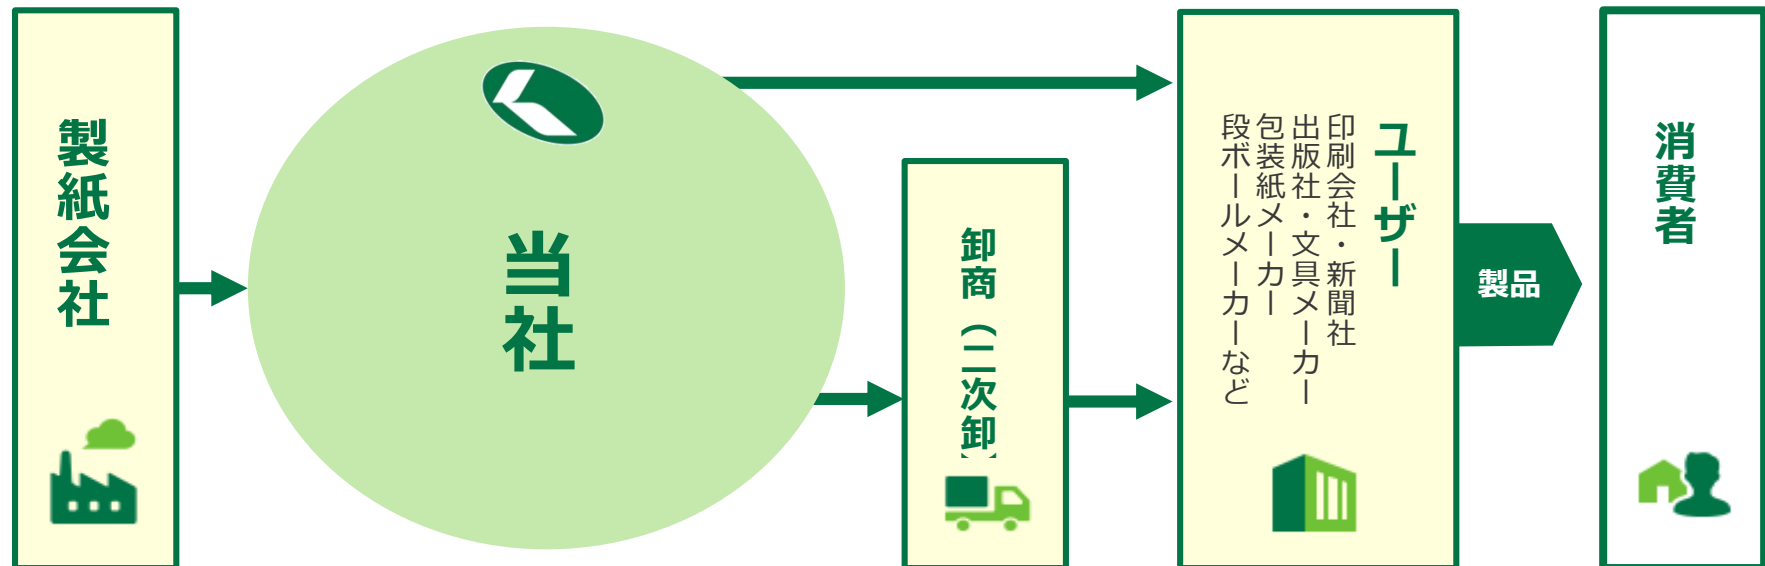 製紙会社
当社
卸商（二次卸）
ユーザー
印刷会社・新聞社
出版社・文具メーカー
包装紙メーカー
段ボールメーカーなど
製品
消費者